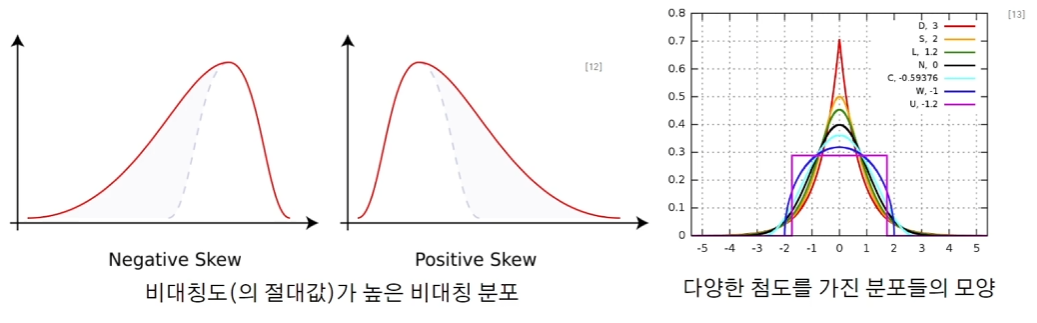 Negative Skew
Positive Skew
[12]
비대칭도(의 절대값)가 높은 비대칭 분포
[13]
0.8
0.7
0.6
0.5
0.4
0.3
0.2
0.1
0
-5 -4 -3 -2 -1 0 1 2 3 4 5
D, 3
S, 2
L, 1.2
N, 0
C, -0.59376
W, -1
U, -1.2
다양한 첨도를 가진 분포들의 모양